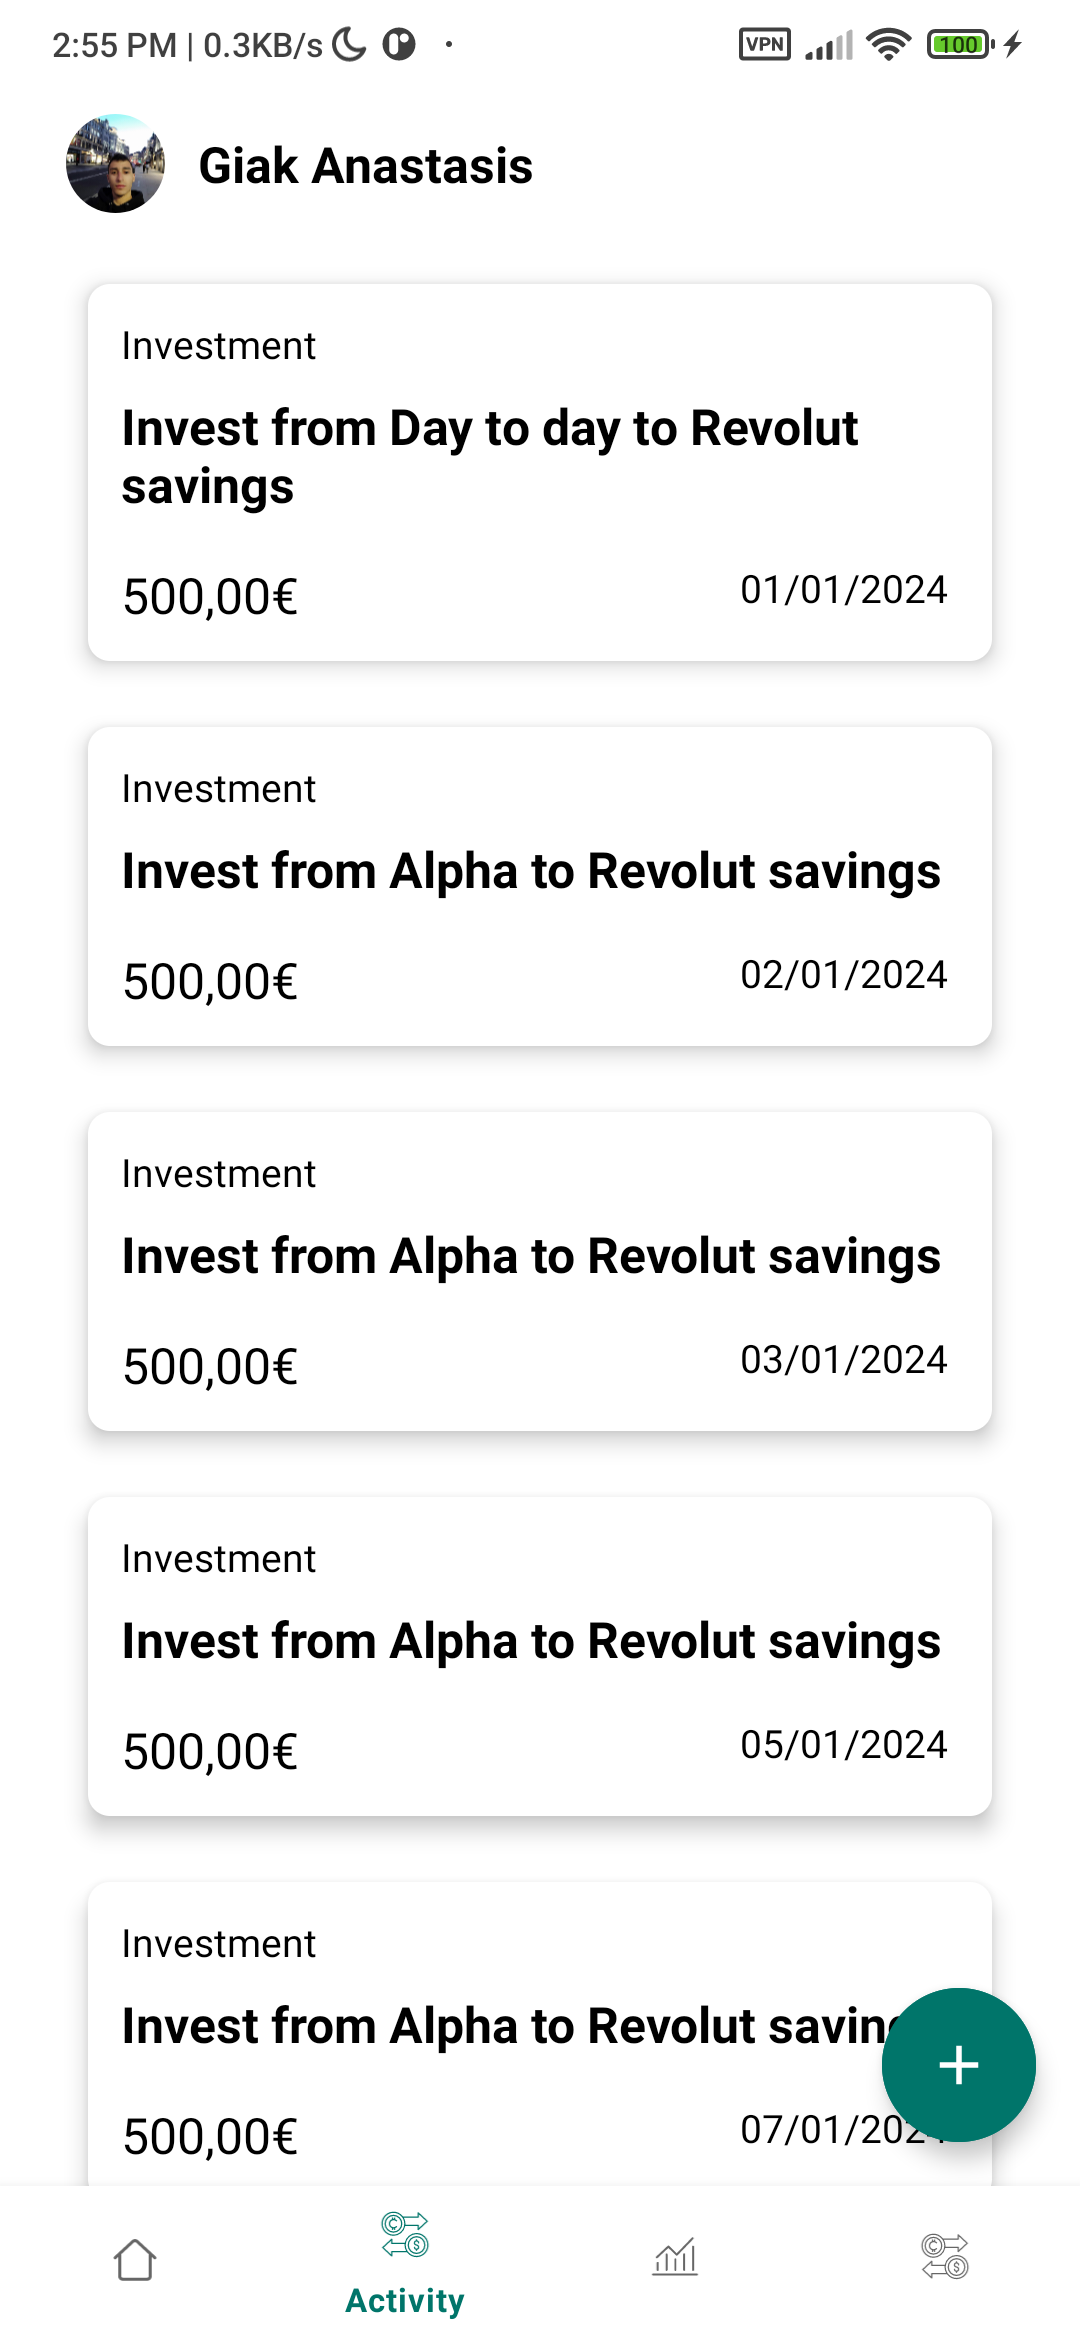 2:55 PM | 0.3KB/s
VPN
100
Giak Anastasis
Investment
Invest from Day to day to Revolut
savings
500,00€
01/01/2024
Investment
Invest from Alpha to Revolut savings
500,00€
02/01/2024
Investment
Invest from Alpha to Revolut savings
500,00€
03/01/2024
Investment
Invest from Alpha to Revolut savings
500,00€
05/01/2024
Investment
Invest from Alpha to Revolut
500,00€
07/01/202
+
Activity